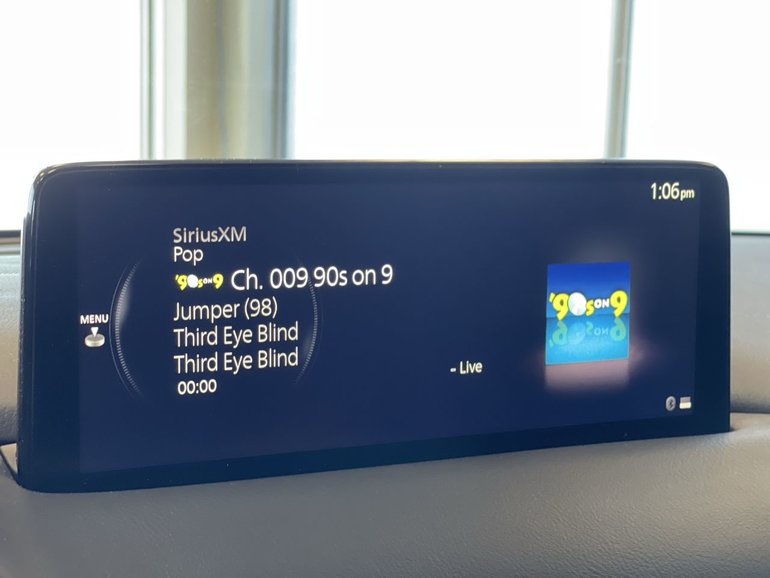 1:06pm
SiriusXM
Pop
'90s ON 9 Ch. 009 90s on 9
Jumper (98)
Third Eye Blind
Third Eye Blind
00:00
- Live
MENU
'90s ON 9